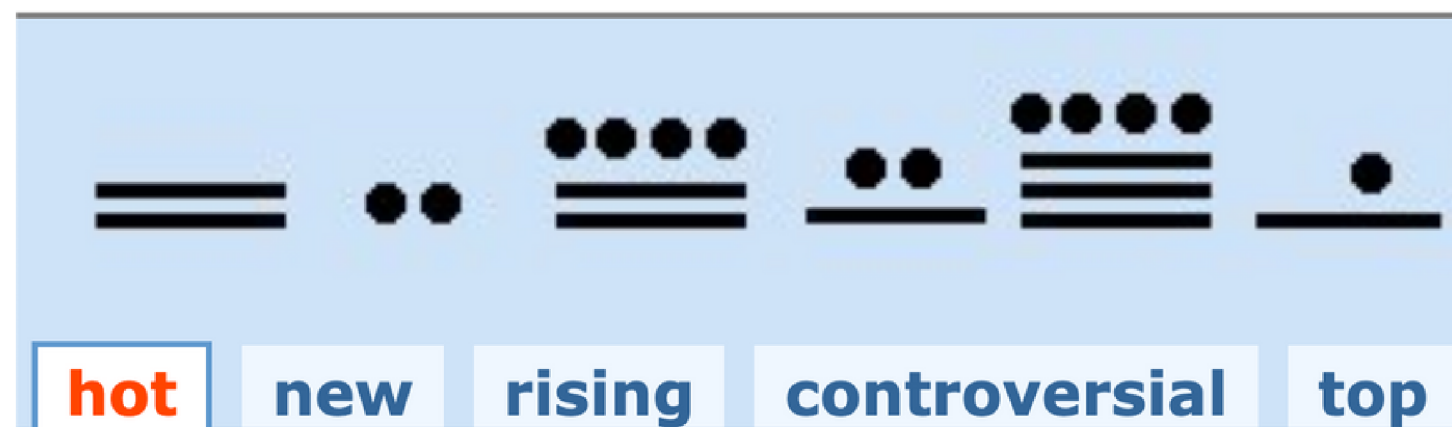 𝋪 𝋢 𝋮 𝋧 𝋳 𝋦
hot new rising controversial top